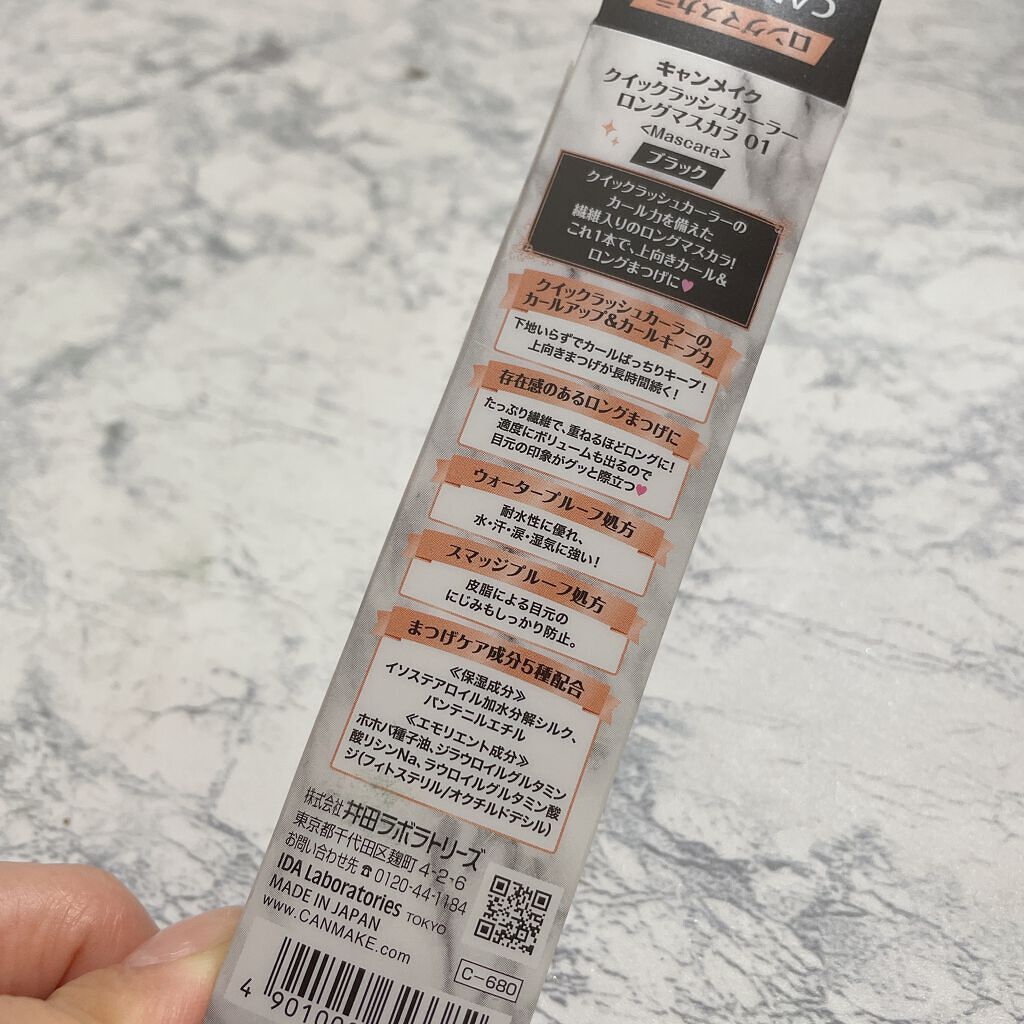 CAN
ロングマスカラ
キャンメイク
クイックラッシュカーラー
ロングマスカラ 01
<Mascara>
ブラック
クイックラッシュカーラーの
カール力を備えた
繊維入りのロングマスカラ!
これ1本で、上向きカール&
ロングまつげに♥
クイックラッシュカーラーの
カールアップ&カールキープ力
下地いらずでカールぱっちりキープ!
上向きまつげが長時間続く!
存在感のあるロングまつげに
たっぷり繊維で、重ねるほどロングに!
適度にボリュームも出るので
目元の印象がグッと際立つ♥
ウォータープルーフ処方
耐水性に優れ、
水・汗・涙・湿気に強い!
スマッジプルーフ処方
皮脂による目元の
にじみもしっかり防止。
まつげケア成分5種配合
≪保湿成分≫
イソステアロイル加水分解シルク、
パンテニルエチル
≪エモリエント成分≫
ホホバ種子油、ジラウロイルグルタミン
酸リシンNa、ラウロイルグルタミン酸
ジ(フィトステリル/オクチルドデシル)
株式会社 井田ラボラトリーズ
東京都千代田区麹町 4-2-6
お問い合わせ先☎0120-44-1184
IDA Laboratories TOKYO
MADE IN JAPAN
www.CANMAKE.com
C-680
4 90100